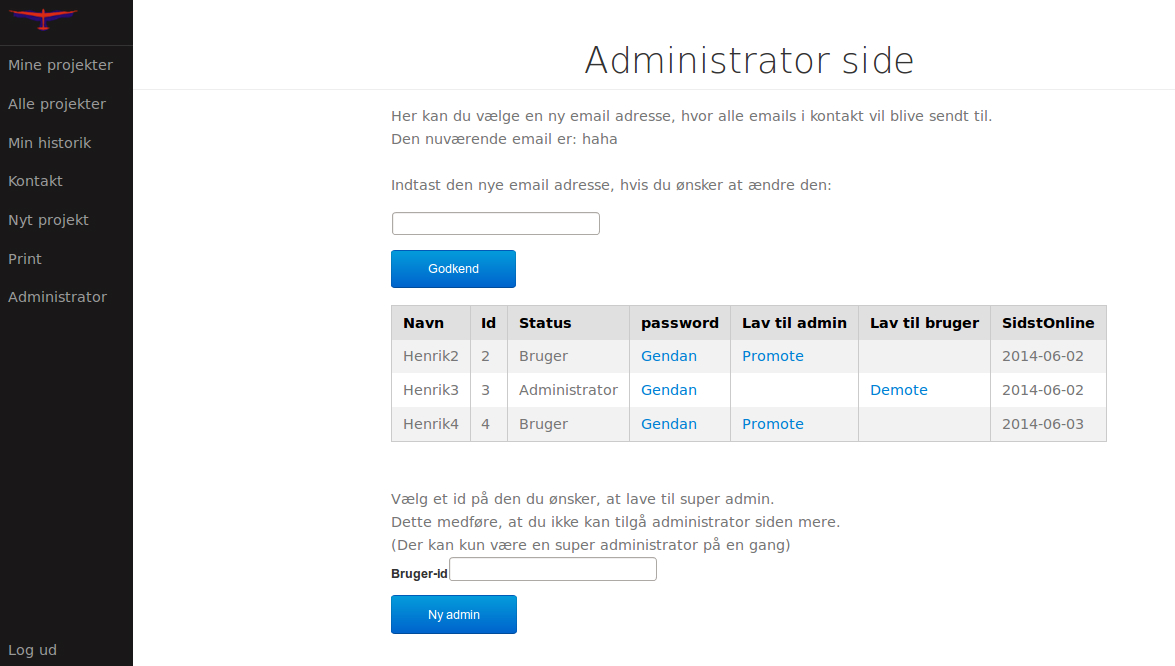 Mine projekter
Alle projekter
Min historik
Kontakt
Nyt projekt
Print
Administrator
Log ud
Administrator side
Her kan du vælge en ny email adresse, hvor alle emails i kontakt vil blive sendt til.
Den nuværende email er: haha
Indtast den nye email adresse, hvis du ønsker at ændre den:
Godkend
Navn Id Status password Lav til admin Lav til bruger SidstOnline
Henrik2 2 Bruger Gendan Promote 2014-06-02
Henrik3 3 Administrator Gendan Demote 2014-06-02
Henrik4 4 Bruger Gendan Promote 2014-06-03
Vælg et id på den du ønsker, at lave til super admin.
Dette medføre, at du ikke kan tilgå administrator siden mere.
(Der kan kun være en super administrator på en gang)
Bruger-id
Ny admin